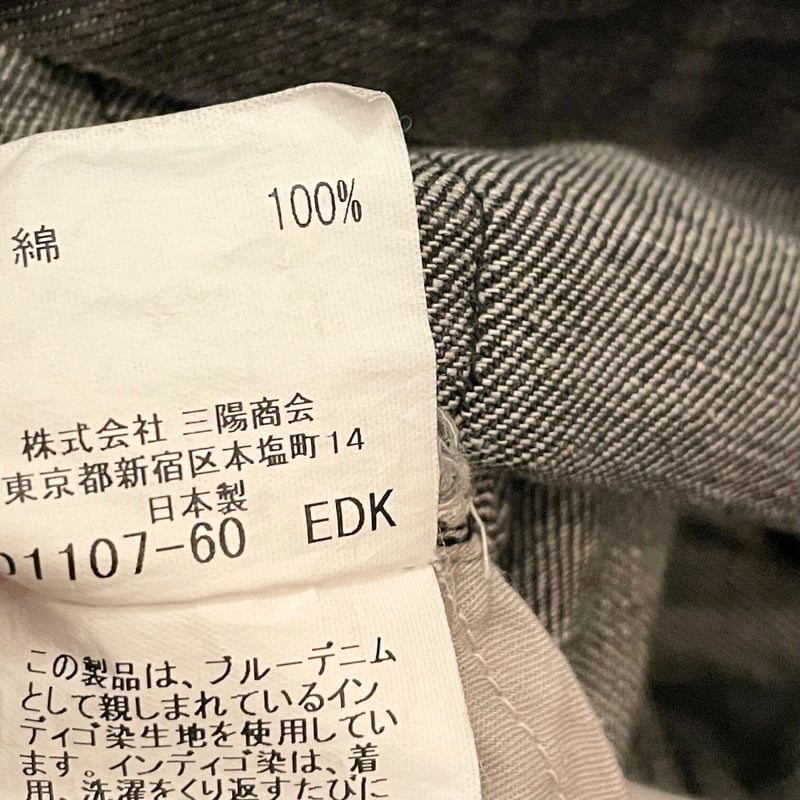 綿 100%
株式会社 三陽商会
東京都新宿区本塩町14
日本製
01107-60 EDK
この製品は、ブルーデニム
として親しまれているイン
ディゴ染生地を使用してい
ます。インディゴ染は、着
用、洗濯をくり返すたびに